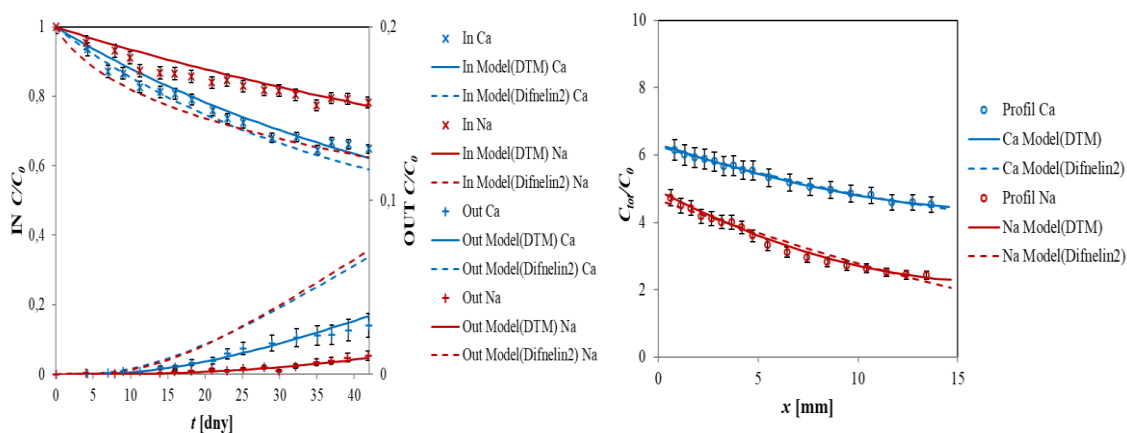 IN C/C0
1
0,8
0,6
0,4
0,2
0
0 5 10 15 20 25 30 35 40
t [dny]
0,2
0,1
0
OUT C/C0
In Ca
In Model(DTM) Ca
In Model(Difnelin2) Ca
In Na
In Model(DTM) Na
In Model(Difnelin2) Na
Out Ca
Out Model(DTM) Ca
Out Model(Difnelin2) Ca
Out Na
Out Model(DTM) Na
Out Model(Difnelin2) Na
Ctot/C0
10
8
6
4
2
0
0 5 10 15
x [mm]
Profil Ca
Ca Model(DTM)
Ca Model(Difnelin2)
Profil Na
Na Model(DTM)
Na Model(Difnelin2)